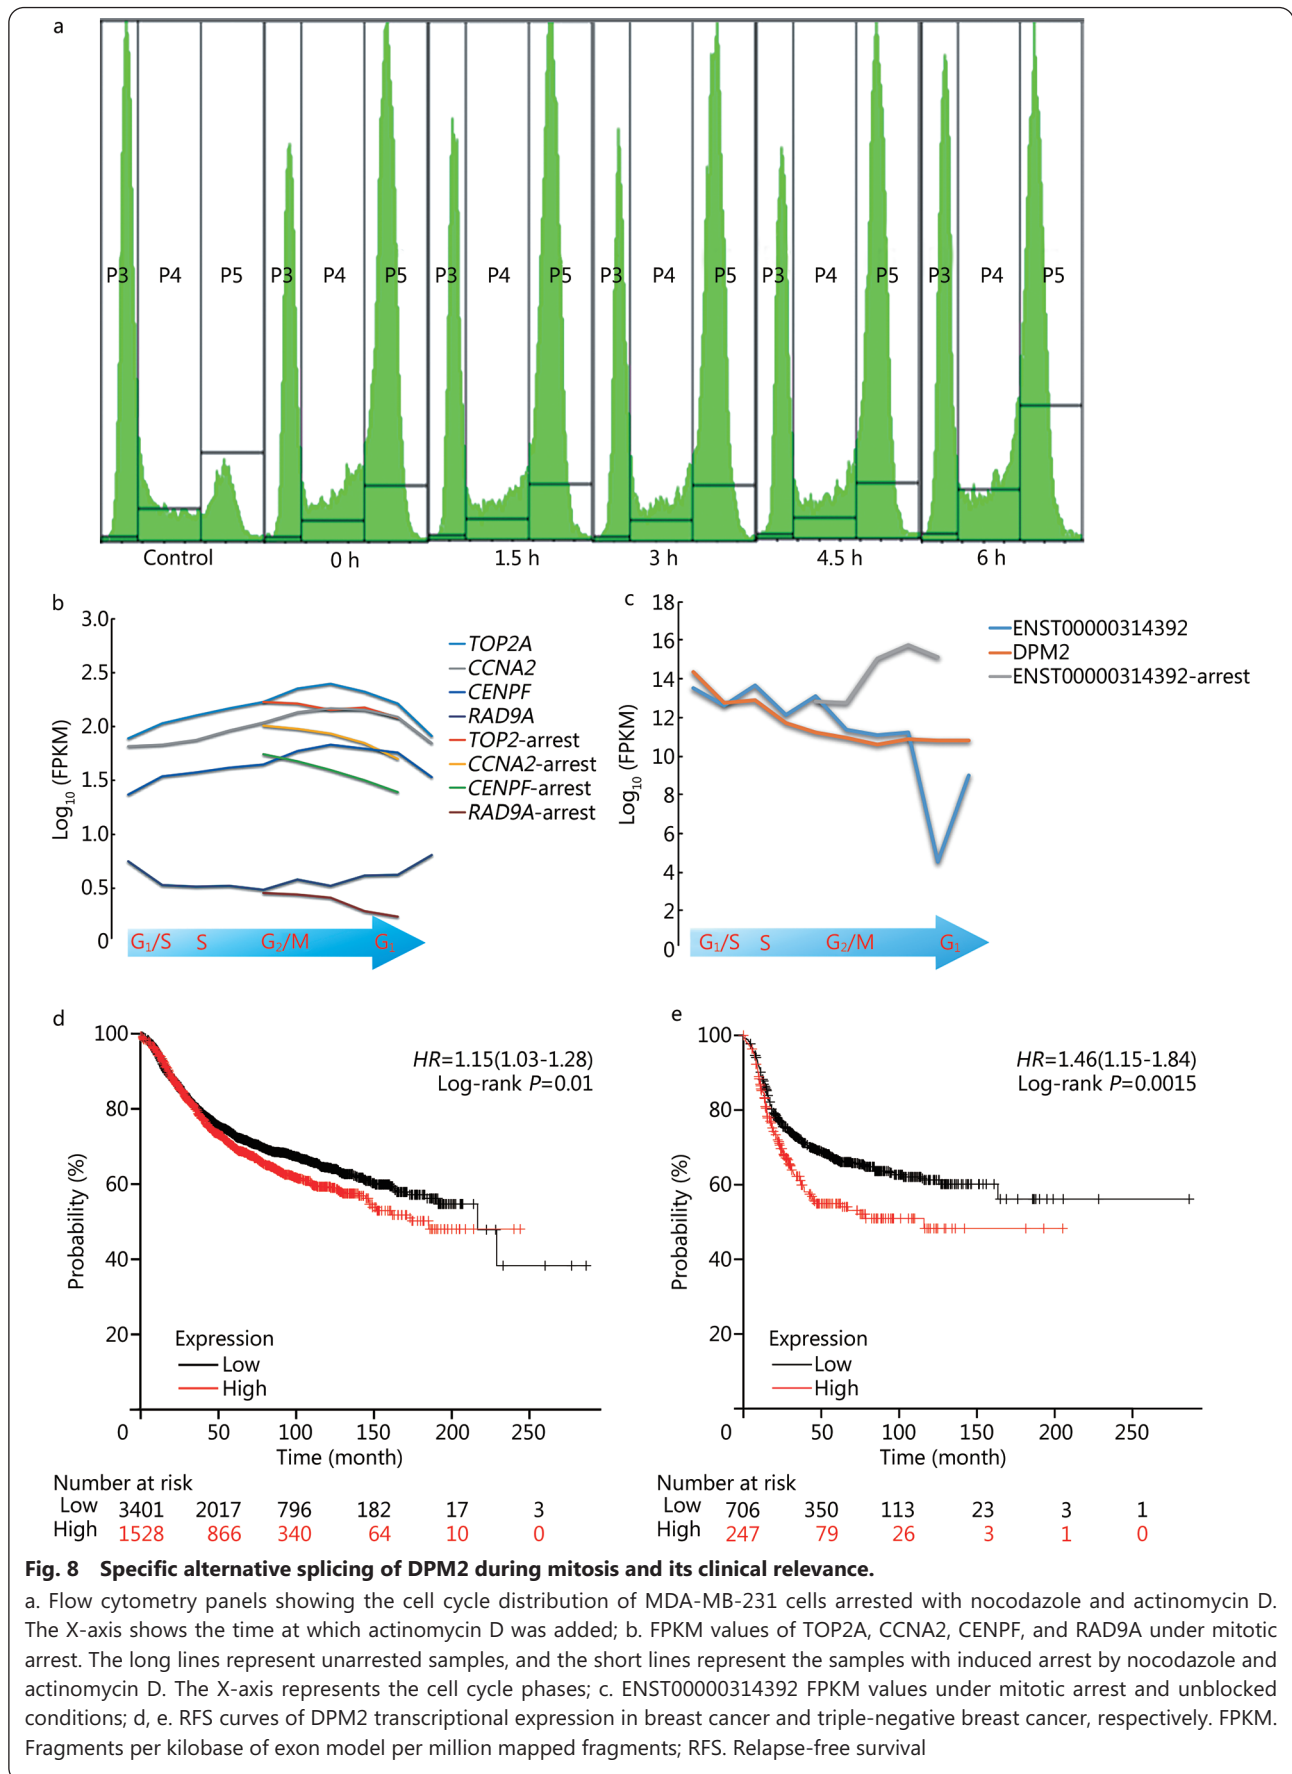 a
P3 P4 P5 P3 P4 P5 P3 P4 P5 P3 P4 P5 P3 P4 P5 P3 P4 P5
Control 0 h 1.5 h 3 h 4.5 h 6 h
b
3.0
2.5
2.0
1.5
1.0
0.5
0
Log10 (FPKM)
TOP2A
CCNA2
CENPF
RAD9A
TOP2-arrest
CCNA2-arrest
CENPF-arrest
RAD9A-arrest
G1/S S G2/M G1
c
18
16
14
12
10
8
6
4
2
0
Log10 (FPKM)
ENST00000314392
DPM2
ENST00000314392-arrest
G1/S S G2/M G1
d
100
80
60
40
20
Probability (%)
HR=1.15(1.03-1.28)
Log-rank P=0.01
Expression
Low
High
0 50 100 150 200 250
Time (month)
Number at risk
Low 3401 2017 796 182 17 3
High 1528 866 340 64 10 0
e
100
80
60
40
20
Probability (%)
HR=1.46(1.15-1.84)
Log-rank P=0.0015
Expression
Low
High
0 50 100 150 200 250
Time (month)
Number at risk
Low 706 350 113 23 3 1
High 247 79 26 3 1 0
Fig. 8 Specific alternative splicing of DPM2 during mitosis and its clinical relevance.
a. Flow cytometry panels showing the cell cycle distribution of MDA-MB-231 cells arrested with nocodazole and actinomycin D.
The X-axis shows the time at which actinomycin D was added; b. FPKM values of TOP2A, CCNA2, CENPF, and RAD9A under mitotic
arrest. The long lines represent unarrested samples, and the short lines represent the samples with induced arrest by nocodazole and
actinomycin D. The X-axis represents the cell cycle phases; c. ENST00000314392 FPKM values under mitotic arrest and unblocked
conditions; d, e. RFS curves of DPM2 transcriptional expression in breast cancer and triple-negative breast cancer, respectively. FPKM.
Fragments per kilobase of exon model per million mapped fragments; RFS. Relapse-free survival